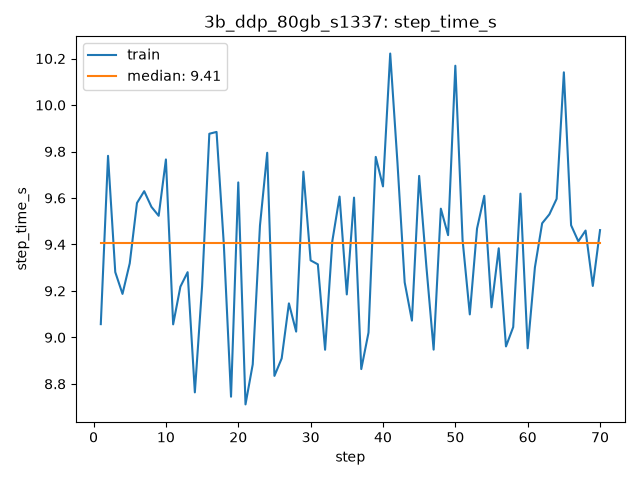 3b_ddp_80gb_s1337: step_time_s
train
median: 9.41
10.2
10.0
9.8
9.6
9.4
9.2
9.0
8.8
step_time_s
0 10 20 30 40 50 60 70
step